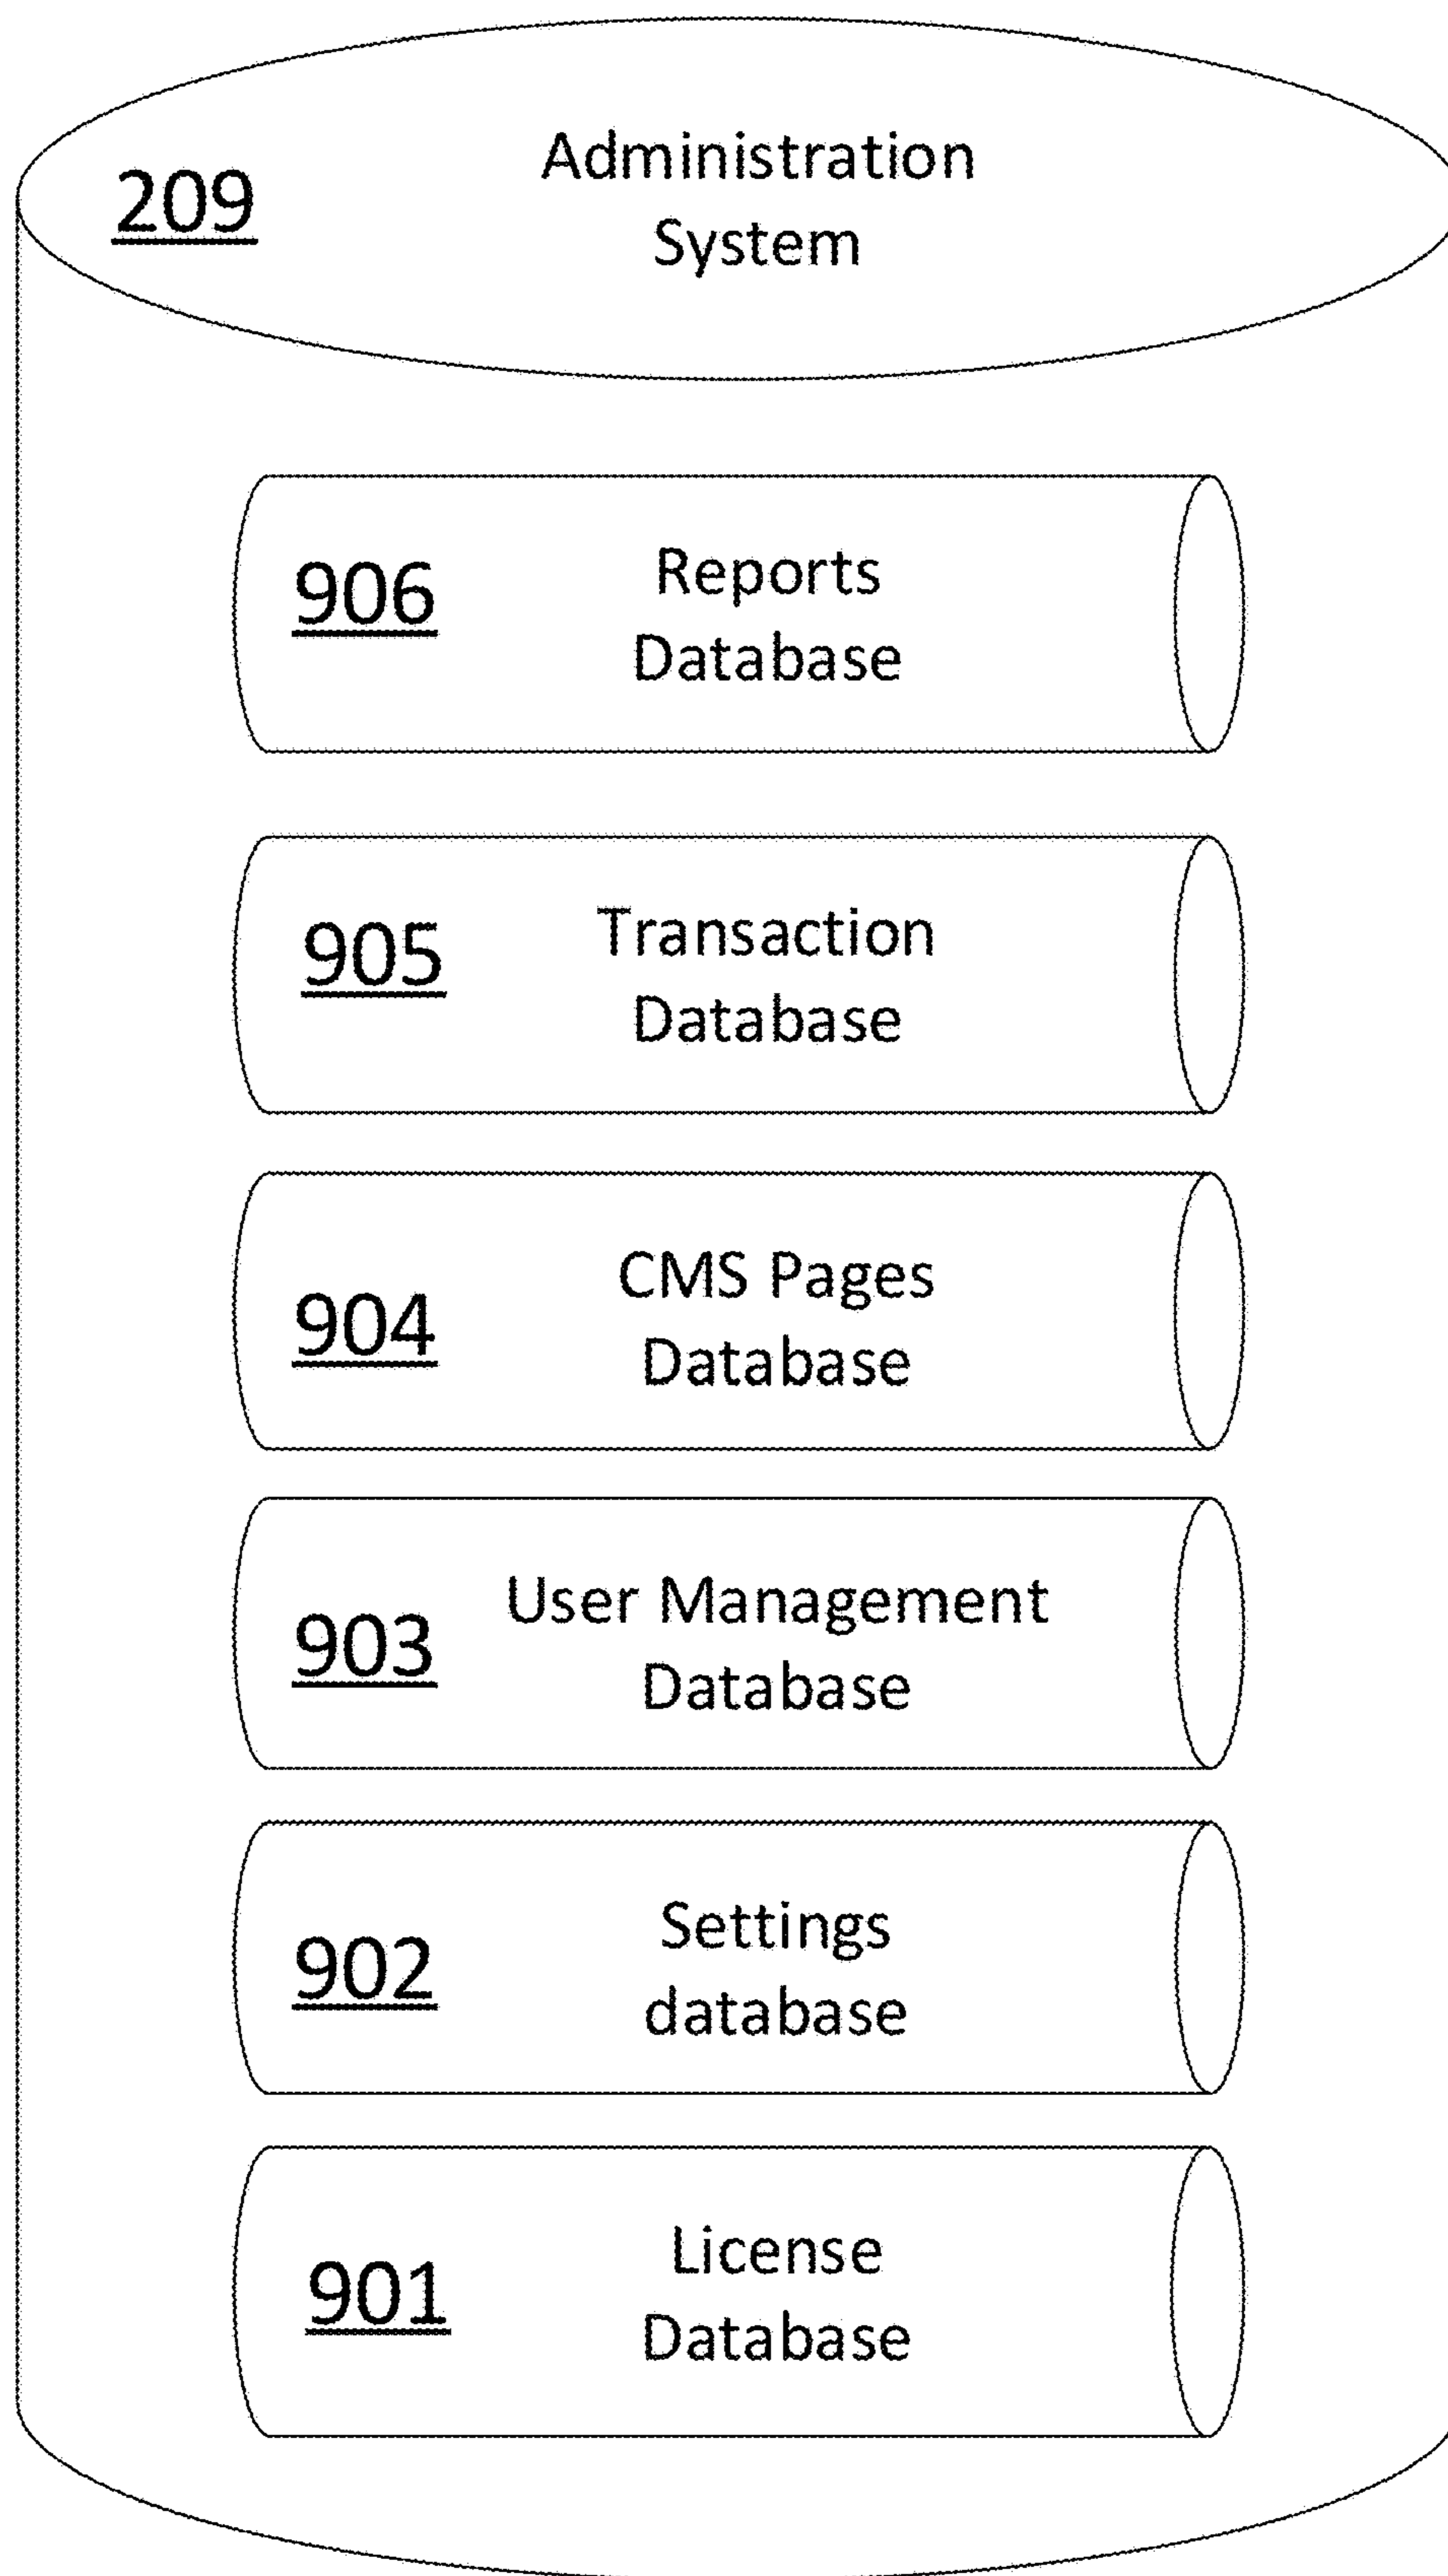 Administration
209
System
906
Reports
Database
905
Transaction
Database
904
CMS Pages
Database
903
User Management
Database
902
Settings
database
901
License
Database